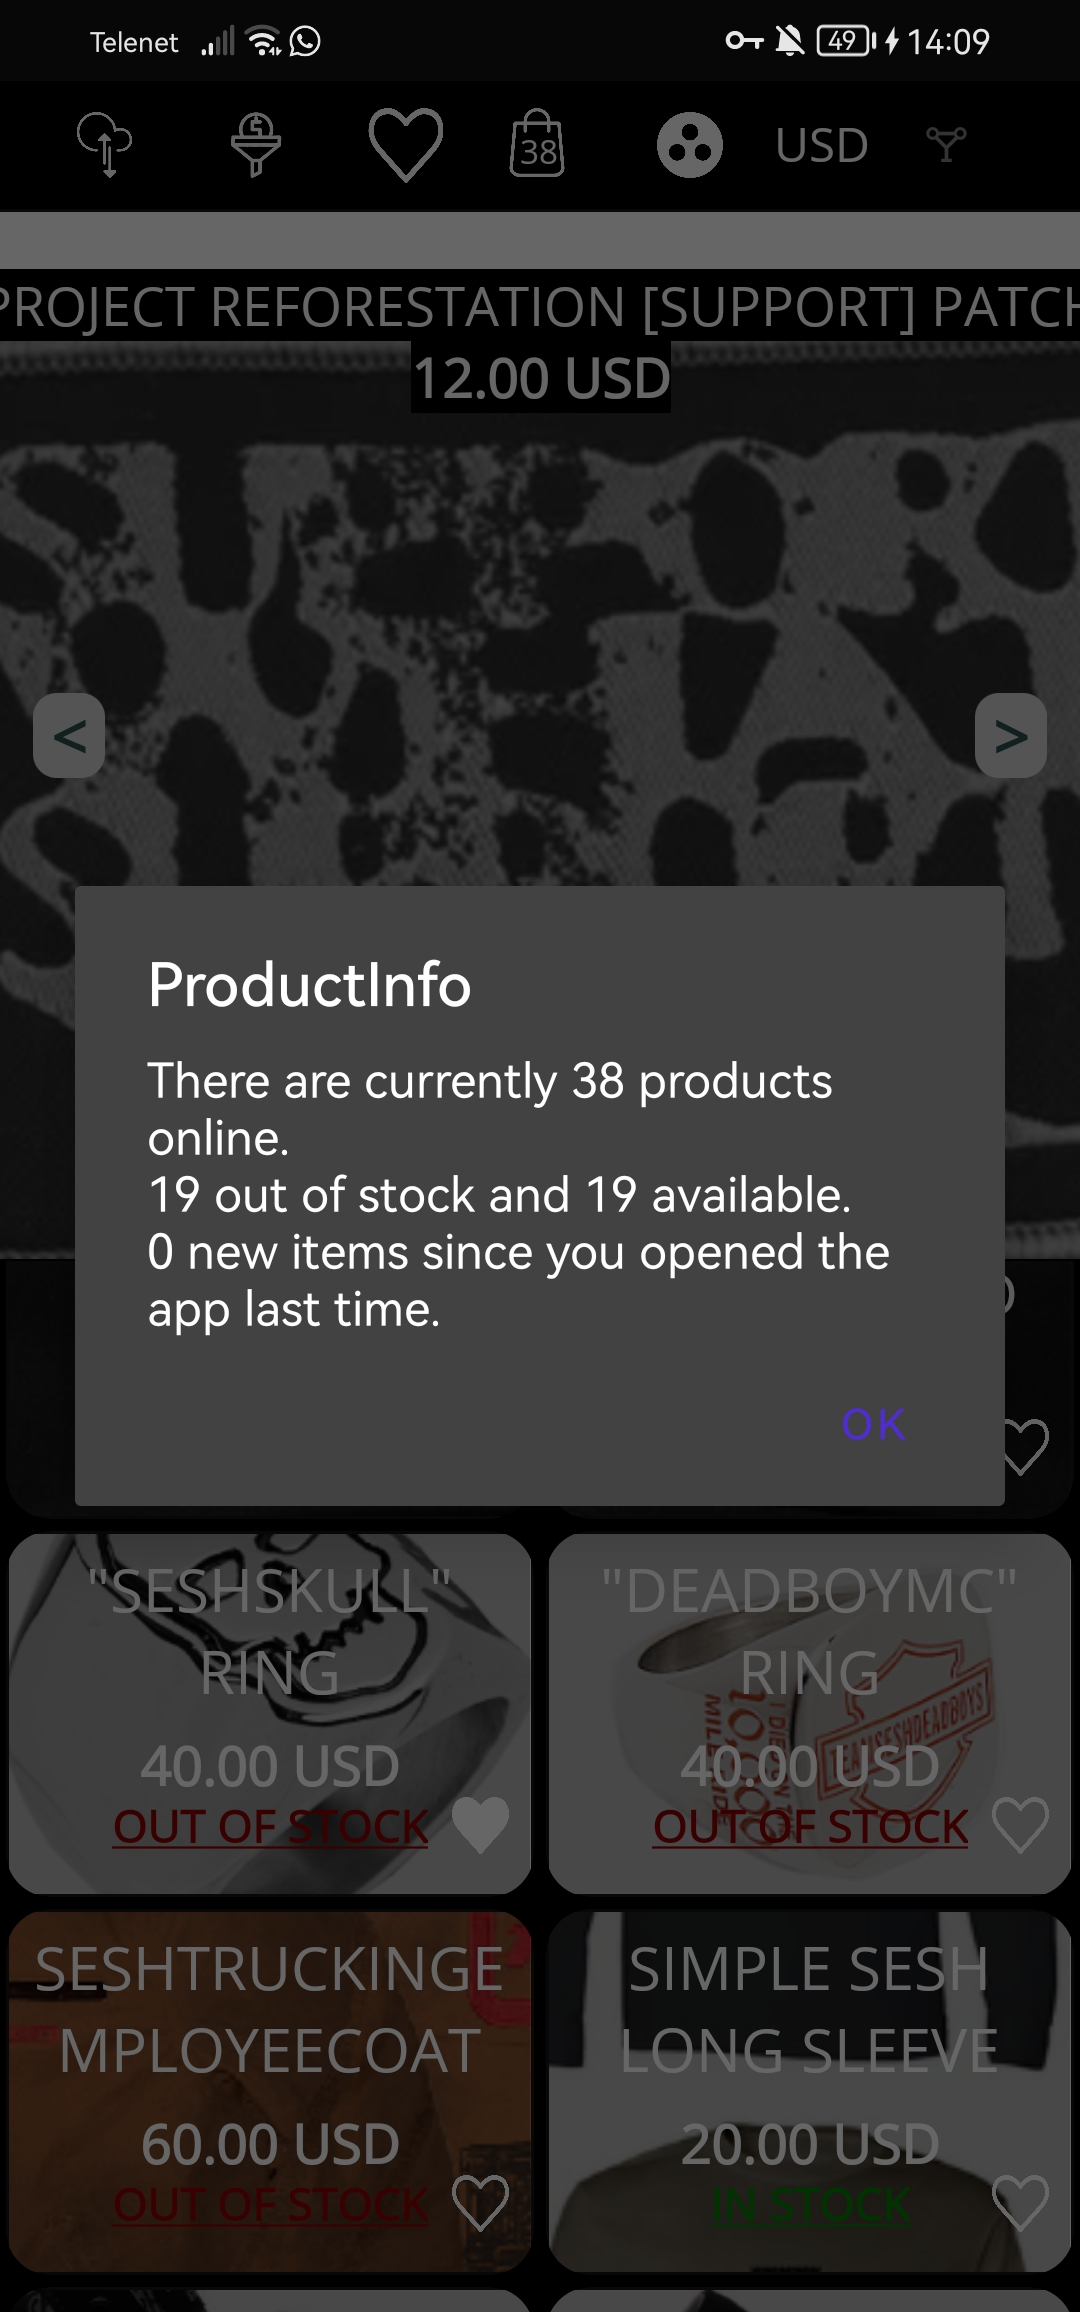 Telenet 49 14:09
38 USD
PROJECT REFORESTATION [SUPPORT] PATCH
12.00 USD
< >
ProductInfo
There are currently 38 products
online.
19 out of stock and 19 available.
0 new items since you opened the
app last time.
OK
"SESHSKULL"
RING
40.00 USD
OUT OF STOCK
"DEADBOYMC"
RING
40.00 USD
OUT OF STOCK
SESHTRUCKINGE
MPLOYEECOAT
60.00 USD
OUT OF STOCK
SIMPLE SESH
LONG SLEEVE
20.00 USD
IN STOCK